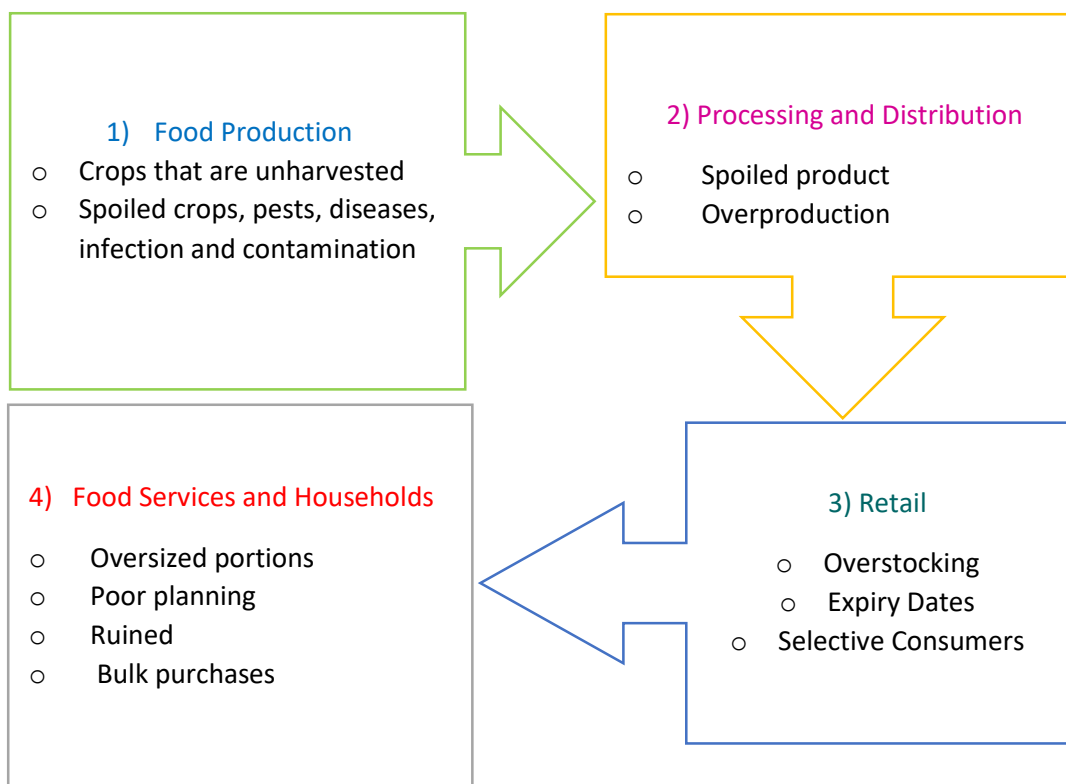 1) Food Production
o Crops that are unharvested
o Spoiled crops, pests, diseases,
infection and contamination
2) Processing and Distribution
o Spoiled product
o Overproduction
3) Retail
o Overstocking
o Expiry Dates
o Selective Consumers
4) Food Services and Households
o Oversized portions
o Poor planning
o Ruined
o Bulk purchases